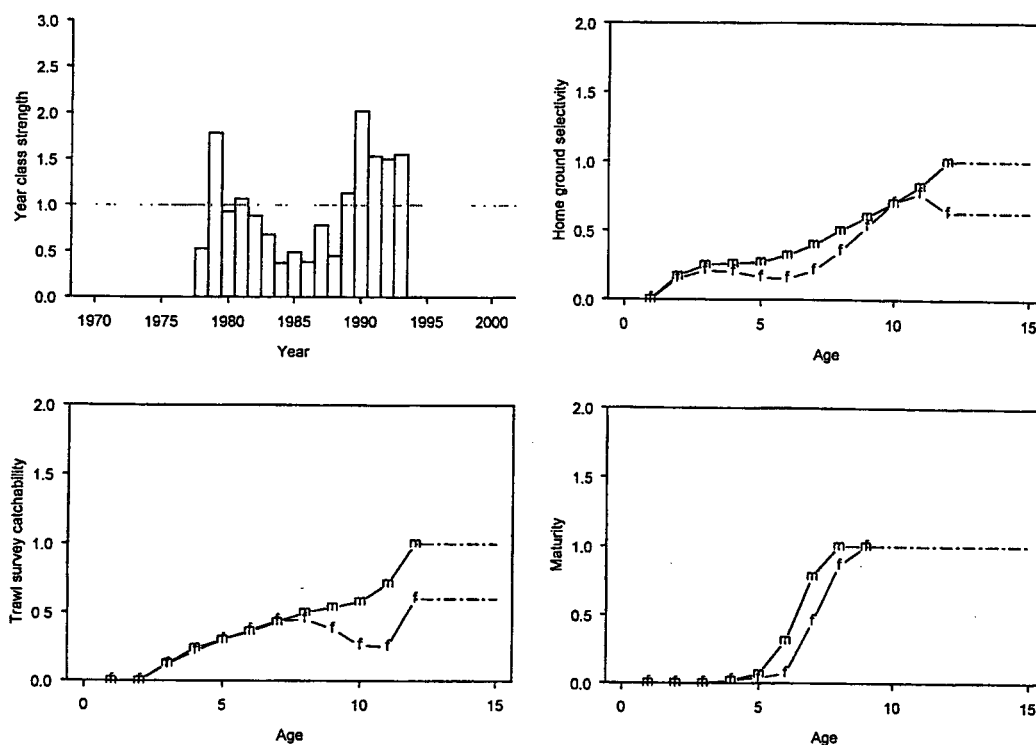 Year class strength
3.0
2.5
2.0
1.5
1.0
0.5
0.0
1970 1975 1980 1985 1990 1995 2000
Year
Home ground selectivity
2.0
1.5
1.0
0.5
0.0
m f
0 5 10 15
Age
Trawl survey catchability
2.0
1.5
1.0
0.5
0.0
m f
0 5 10 15
Age
Maturity
2.0
1.5
1.0
0.5
0.0
m f
0 5 10 15
Age